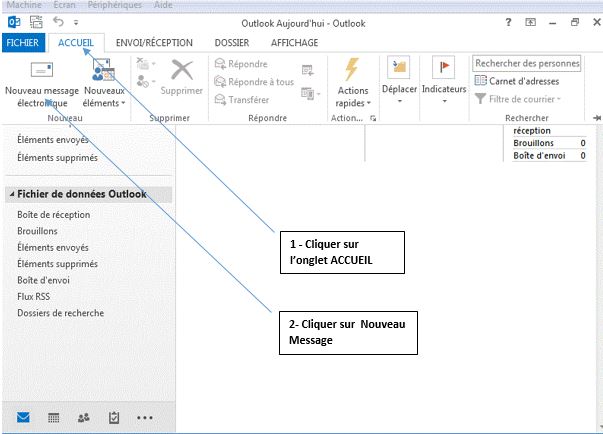 Machine Écran Périphériques Aide
Outlook Aujourd'hui - Outlook
FICHIER ACCUEIL ENVOI/RÉCEPTION DOSSIER AFFICHAGE
Nouveau message
électronique
Nouveaux
éléments
Nouveau
Supprimer
Supprimer
Répondre
Répondre à tous
Transférer
Répondre
Actions
rapides
Action...
Déplacer
Indicateurs
Rechercher des personnes
Carnet d'adresses
Filtre de courrier
Rechercher
Éléments envoyés
Éléments supprimés
Fichier de données Outlook
Boîte de réception
Brouillons
Éléments envoyés
Éléments supprimés
Boîte d'envoi
Flux RSS
Dossiers de recherche
réception
Brouillons 0
Boîte d'envoi 0
1 - Cliquer sur
l'onglet ACCUEIL
2- Cliquer sur Nouveau
Message